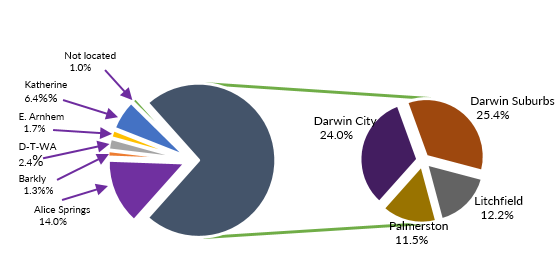 Not located
1.0%
Katherine
6.4%%
E. Arnhem
1.7%
D-T-WA
%
2.4%
Barkly
1.3%%
Alice Springs
14.0%
Darwin City
24.0%
Darwin Suburbs
25.4%
Litchfield
12.2%
Palmerston
11.5%